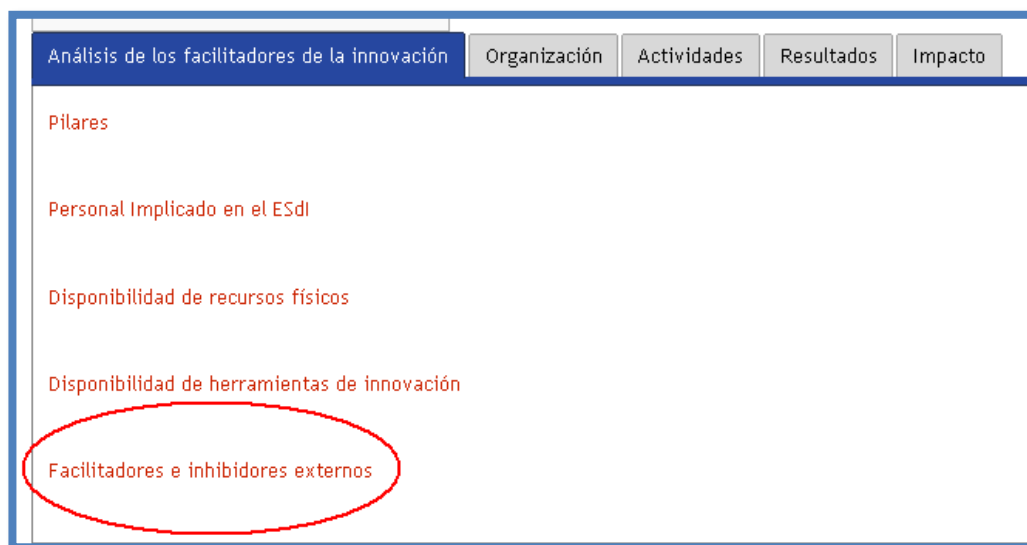 Análisis de los facilitadores de la innovación Organización Actividades Resultados Impacto
Pilares
Personal Implicado en el ESdI
Disponibilidad de recursos físicos
Disponibilidad de herramientas de innovación
Facilitadores e inhibidores externos